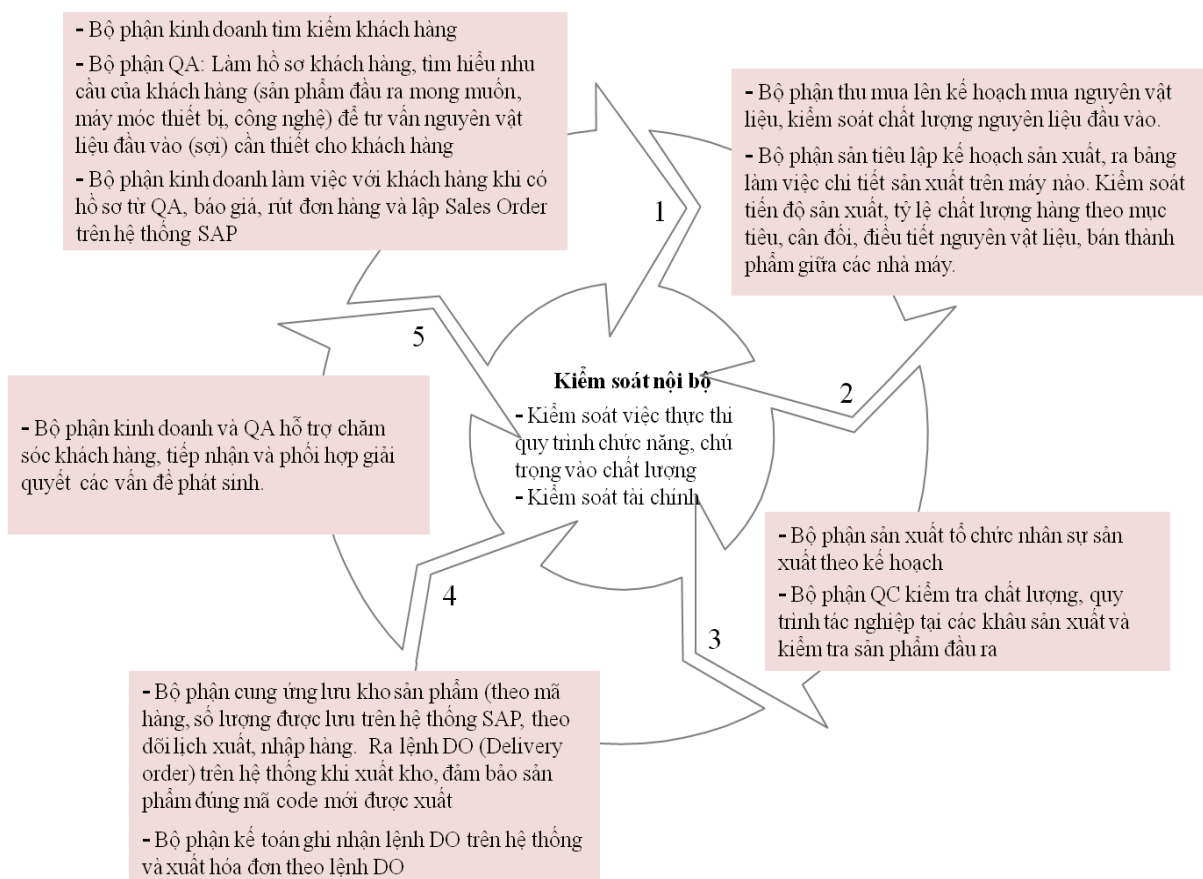 - Bộ phận kinh doanh tìm kiếm khách hàng
- Bộ phận QA: Làm hồ sơ khách hàng, tìm hiểu nhu
cầu của khách hàng (sản phẩm đầu ra mong muốn,
máy móc thiết bị, công nghệ) để tư vấn nguyên vật
liệu đầu vào (sợi) cần thiết cho khách hàng
- Bộ phận kinh doanh làm việc với khách hàng khi có
hồ sơ từ QA, báo giá, rút đơn hàng và lập Sales Order
trên hệ thống SAP
1
- Bộ phận thu mua lên kế hoạch mua nguyên vật
liệu, kiểm soát chất lượng nguyên liệu đầu vào.
- Bộ phận sản tiêu lập kế hoạch sản xuất, ra bảng
làm việc chi tiết sản xuất trên máy nào. Kiểm soát
tiến độ sản xuất, tỷ lệ chất lượng hàng theo mục
tiêu, cân đối, điều tiết nguyên vật liệu, bán thành
phẩm giữa các nhà máy.
2
- Bộ phận sản xuất tổ chức nhân sự sản
xuất theo kế hoạch
- Bộ phận QC kiểm tra chất lượng, quy
trình tác nghiệp tại các khâu sản xuất và
kiểm tra sản phẩm đầu ra
3
- Bộ phận cung ứng lưu kho sản phẩm (theo mã
hàng, số lượng được lưu trên hệ thống SAP, theo
dõi lịch xuất, nhập hàng. Ra lệnh DO (Delivery
order) trên hệ thống khi xuất kho, đảm bảo sản
phẩm đúng mã code mới được xuất
- Bộ phận kế toán ghi nhận lệnh DO trên hệ thống
và xuất hóa đơn theo lệnh DO
4
- Bộ phận kinh doanh và QA hỗ trợ chăm
sóc khách hàng, tiếp nhận và phối hợp giải
quyết các vấn đề phát sinh.
5
Kiểm soát nội bộ
- Kiểm soát việc thực thi
quy trình chức năng, chú
trọng vào chất lượng
- Kiểm soát tài chính